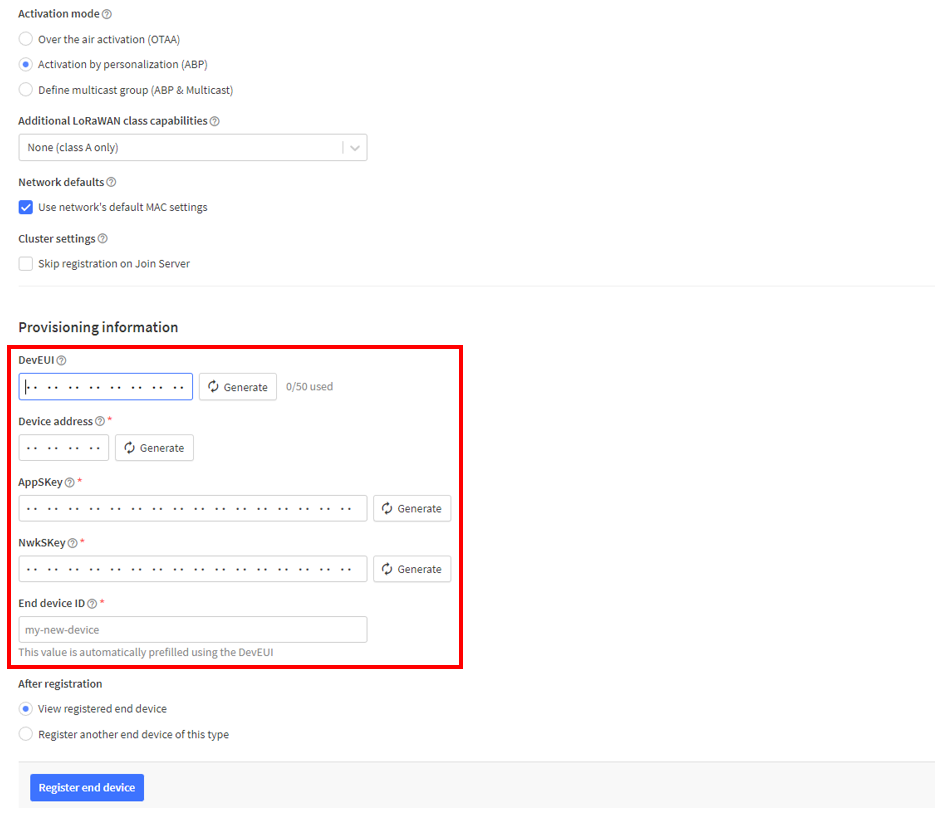 Activation mode
Over the air activation (OTAA)
Activation by personalization (ABP)
Define multicast group (ABP & Multicast)
Additional LoRaWAN class capabilities
None (class A only)
Network defaults
Use network's default MAC settings
Cluster settings
Skip registration on Join Server
Provisioning information
DevEUI
·· ·· ·· ·· ·· ·· ·· ·· Generate 0/50 used
Device address *
·· ·· ·· ·· Generate
AppSKey *
·· ·· ·· ·· ·· ·· ·· ·· ·· ·· ·· ·· ·· ·· ·· ·· Generate
NwkSKey *
·· ·· ·· ·· ·· ·· ·· ·· ·· ·· ·· ·· ·· ·· ·· ·· Generate
End device ID *
my-new-device
This value is automatically prefilled using the DevEUI
After registration
View registered end device
Register another end device of this type
Register end device